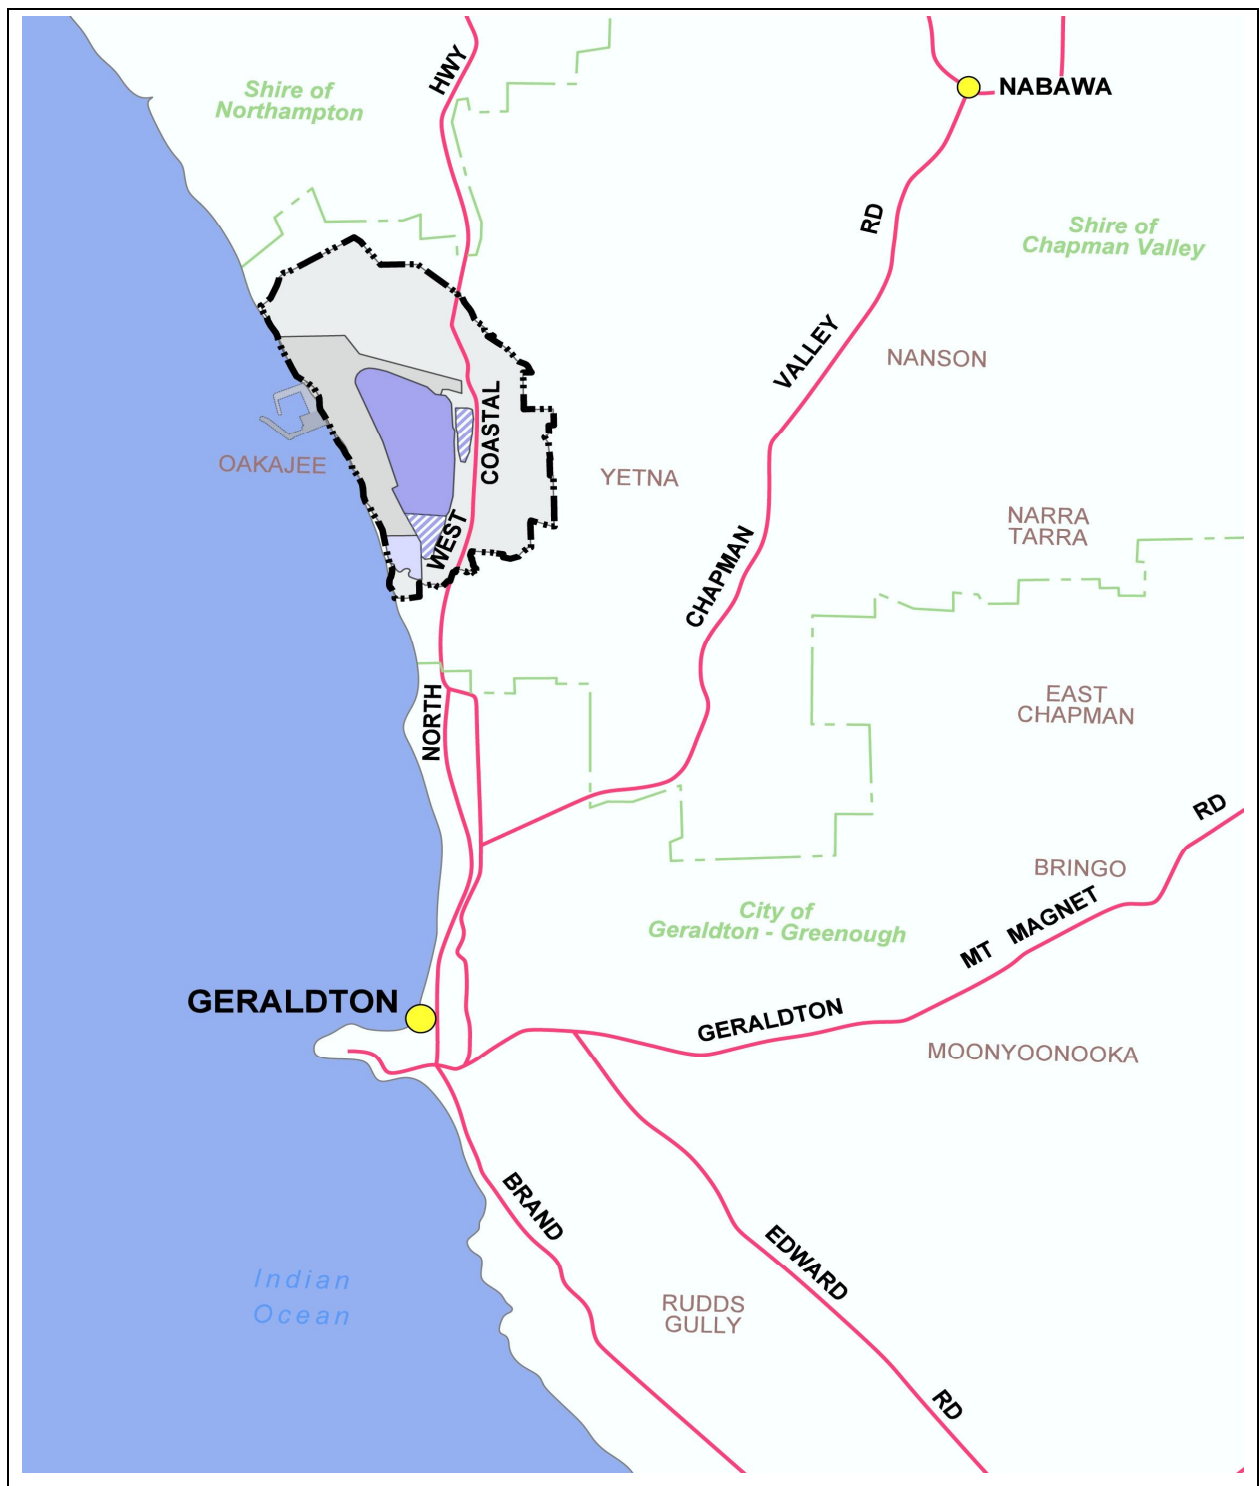 HWY
Shire of
Northampton
NABAWA
RD
Shire of
Chapman Valley
VALLEY
NANSON
COASTAL
OAKAJEE
YETNA
NARRA
TARRA
WEST
CHAPMAN
NORTH
EAST
CHAPMAN
RD
BRINGO
MT MAGNET
City of
Geraldton - Greenough
GERALDTON
GERALDTON
MOONYOONOOKA
BRAND
EDWARD
Indian
Ocean
RUDDS
GULLY
RD